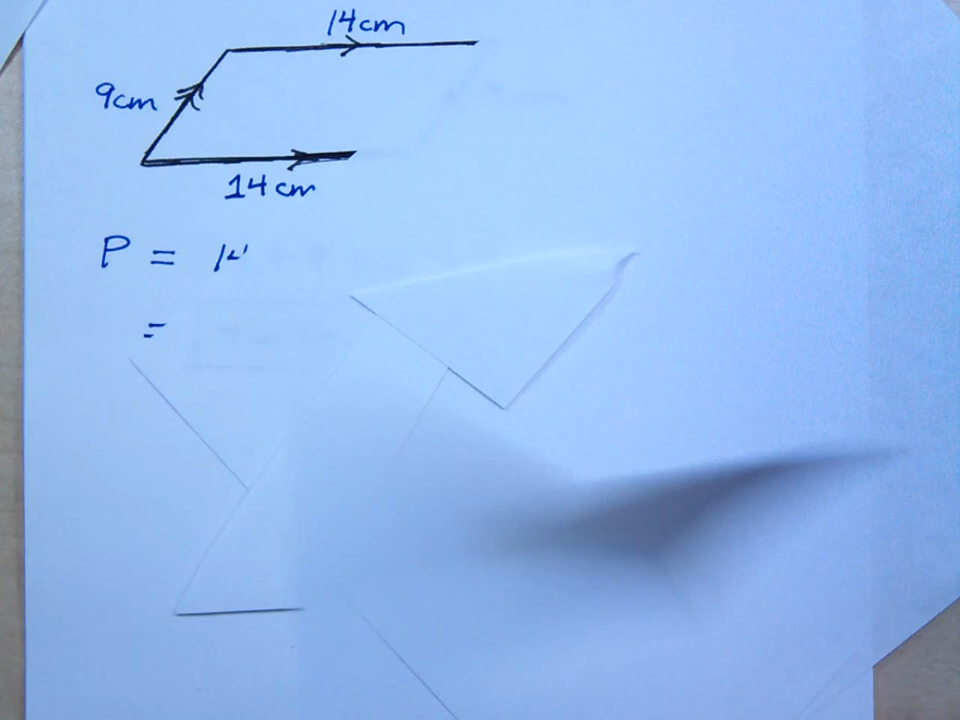 14cm
9cm
14cm
P =
=